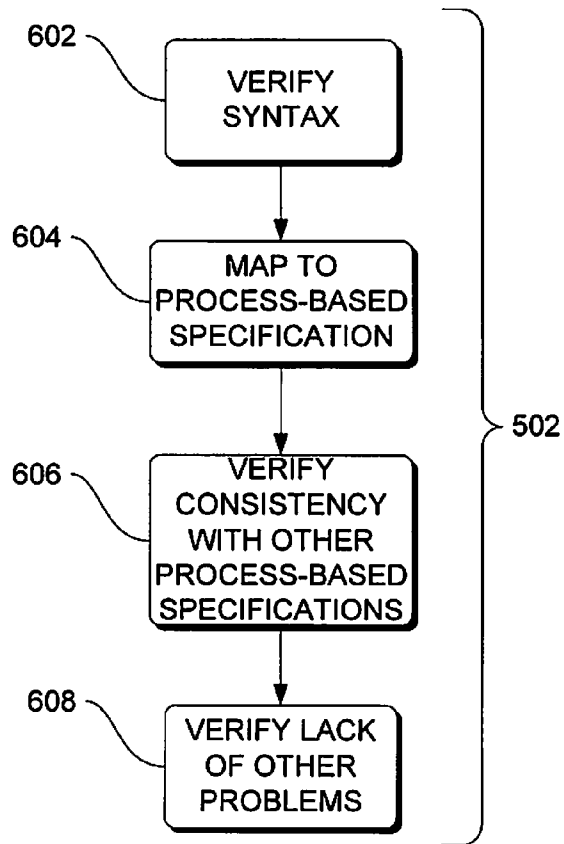 602
VERIFY
SYNTAX
604
MAP TO
PROCESS-BASED
SPECIFICATION
502
606
VERIFY
CONSISTENCY
WITH OTHER
PROCESS-BASED
SPECIFICATIONS
608
VERIFY LACK
OF OTHER
PROBLEMS